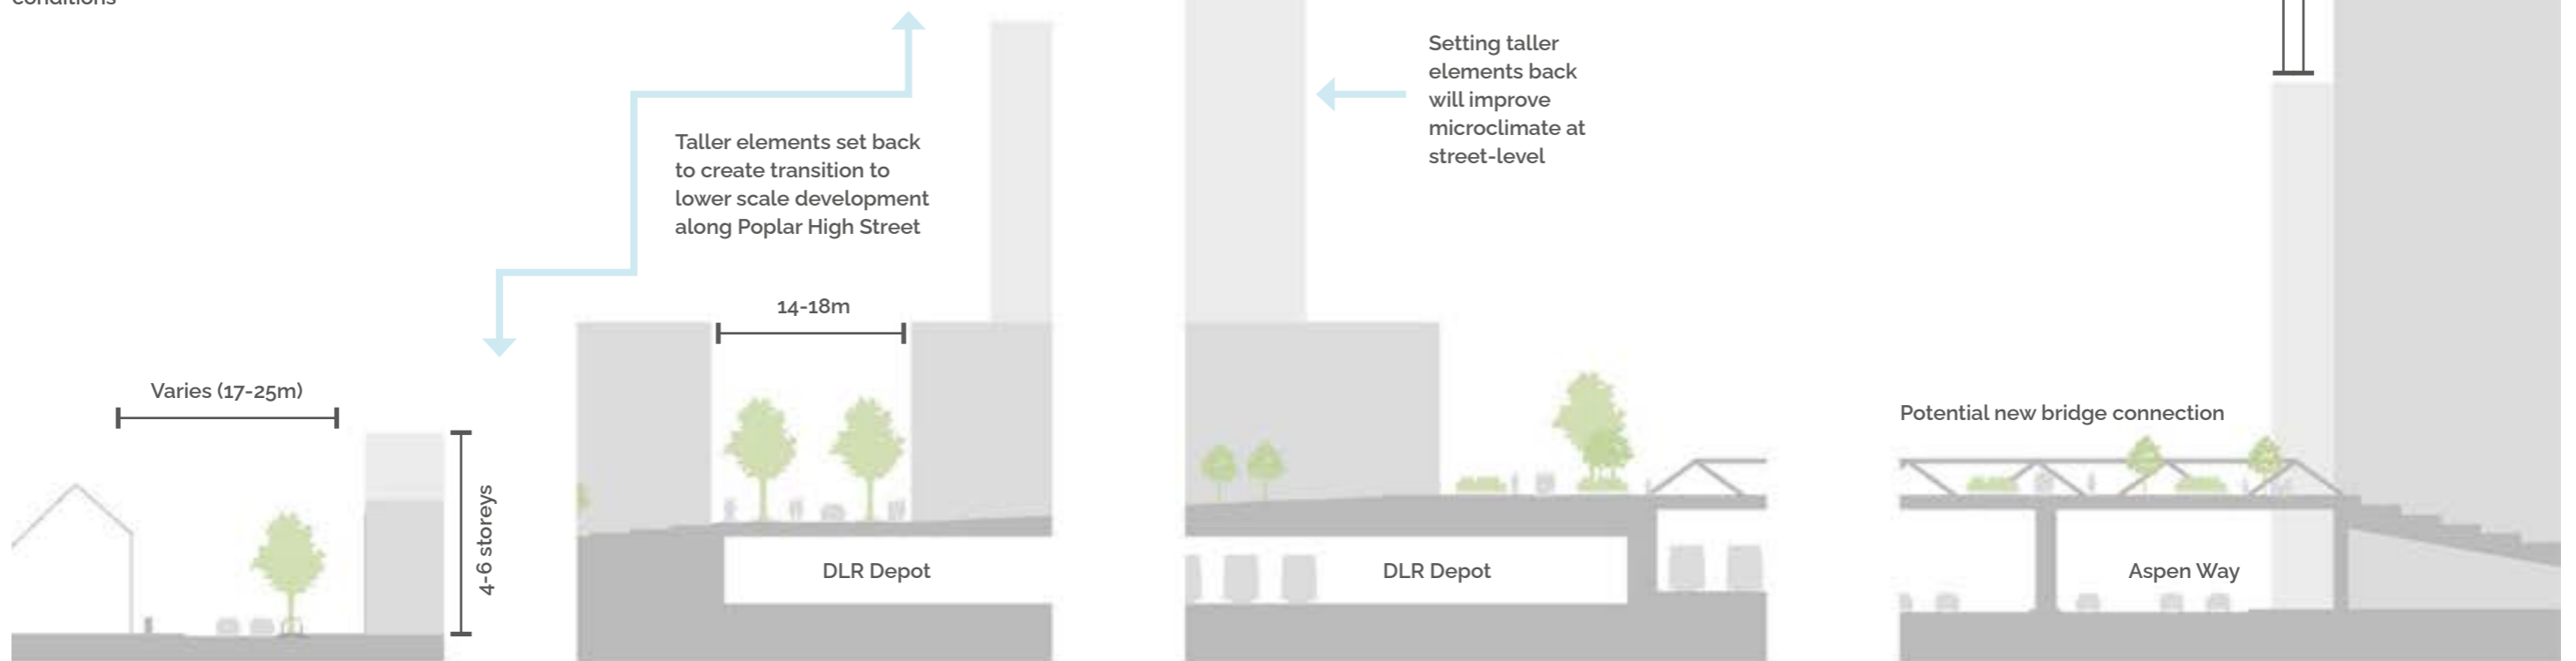 conditions
Taller elements set back
to create transition to
lower scale development
along Poplar High Street
Setting taller
elements back
will improve
microclimate at
street-level
14-18m
Varies (17-25m)
4-6 storeys
Potential new bridge connection
DLR Depot
DLR Depot
Aspen Way